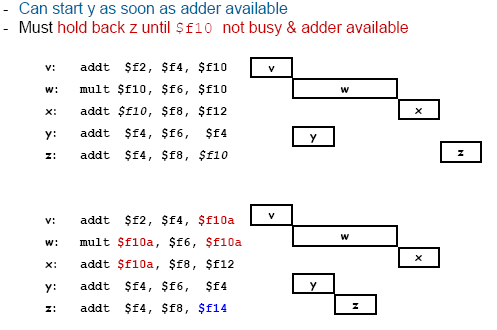 - Can start y as soon as adder available
- Must hold back z until $f10 not busy & adder available
v: addt $f2, $f4, $f10 v
w: mult $f10, $f6, $f10 w
x: addt $f10, $f8, $f12 x
y: addt $f4, $f6, $f4 y
z: addt $f4, $f8, $f10 z
v: addt $f2, $f4, $f10a v
w: mult $f10a, $f6, $f10a w
x: addt $f10a, $f8, $f12 x
y: addt $f4, $f6, $f4 y
z: addt $f4, $f8, $f14 z